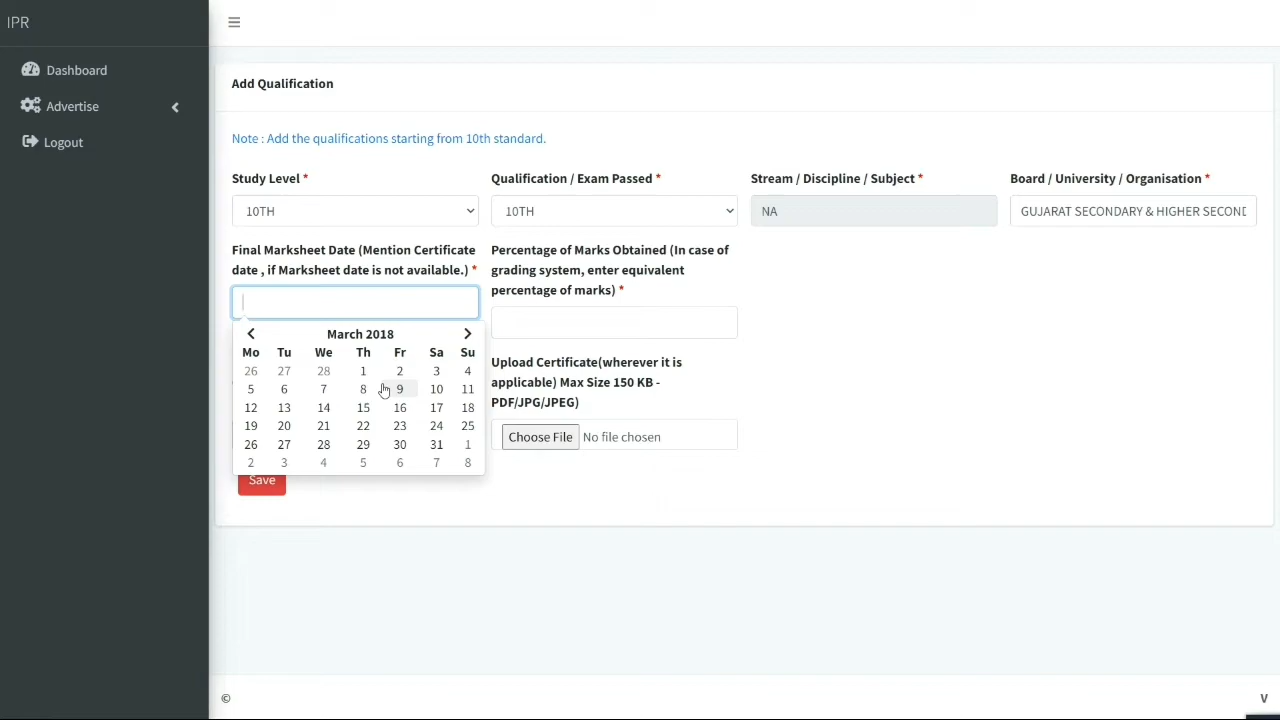 IPR
Dashboard
Advertise
Logout
Add Qualification
Note : Add the qualifications starting from 10th standard.
Study Level *
Qualification / Exam Passed *
Stream / Discipline / Subject *
Board / University / Organisation *
10TH
10TH
NA
GUJARAT SECONDARY & HIGHER SECOND
Final Marksheet Date (Mention Certificate
date , if Marksheet date is not available.) *
Percentage of Marks Obtained (In case of
grading system, enter equivalent
percentage of marks) *
March 2018
Mo Tu We Th Fr Sa Su
26 27 28 1 2 3 4
5 6 7 8 9 10 11
12 13 14 15 16 17 18
19 20 21 22 23 24 25
26 27 28 29 30 31 1
2 3 4 5 6 7 8
Upload Certificate(wherever it is
applicable) Max Size 150 KB -
PDF/JPG/JPEG)
Choose File No file chosen
Save
©
V